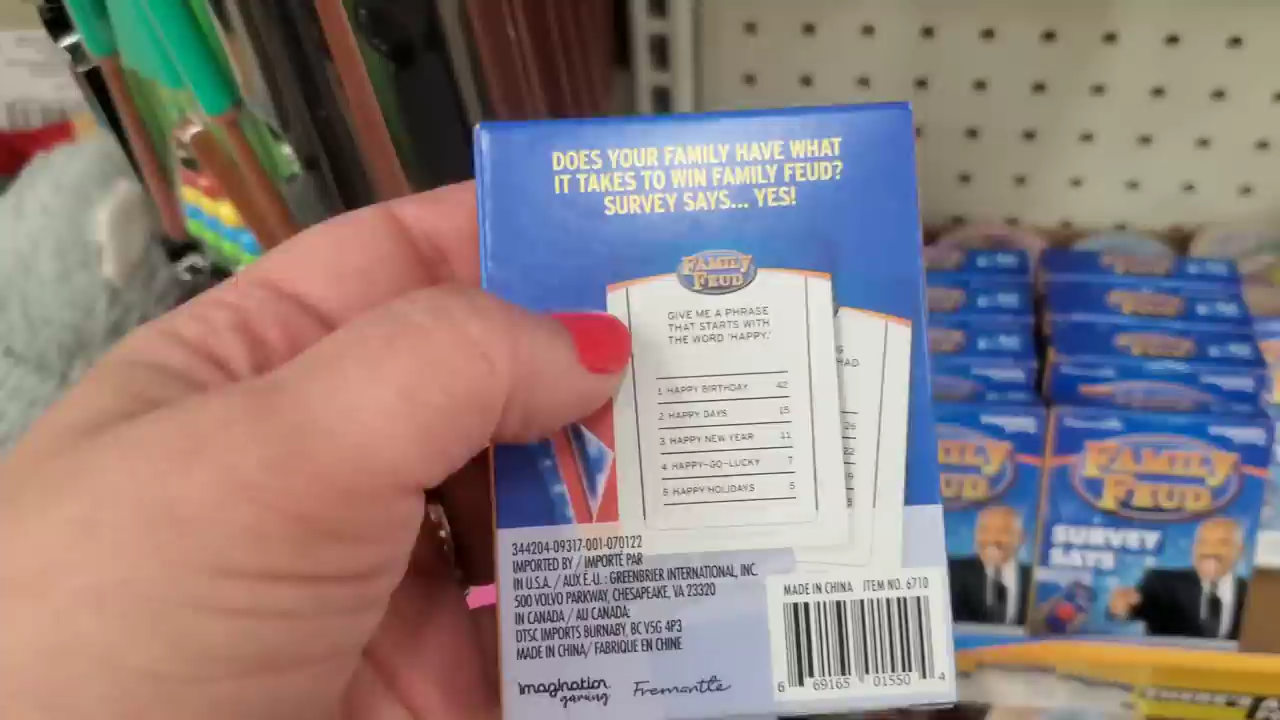 DOES YOUR FAMILY HAVE WHAT
IT TAKES TO WIN FAMILY FEUD?
SURVEY SAYS... YES!
FAMILY
FEUD
GIVE ME A PHRASE
THAT STARTS WITH
THE WORD 'HAPPY.'
1 HAPPY BIRTHDAY 42
2 HAPPY DAYS 15
3 HAPPY NEW YEAR 11
4 HAPPY-GO-LUCKY 7
5 HAPPY HOLIDAYS 5
344204-09317-001-070122
IMPORTED BY / IMPORTÉ PAR
IN U.S.A. / AUX É.-U. : GREENBRIER INTERNATIONAL, INC.
500 VOLVO PARKWAY, CHESAPEAKE, VA 23320
IN CANADA / AU CANADA:
DTSC IMPORTS BURNABY, BC V5G 4P3
MADE IN CHINA/ FABRIQUÉ EN CHINE
Imagination
gaming
Fremantle
MADE IN CHINA ITEM NO. 6710
6 69165 01550 4
FAMILY
FEUD
SURVEY
SAYS